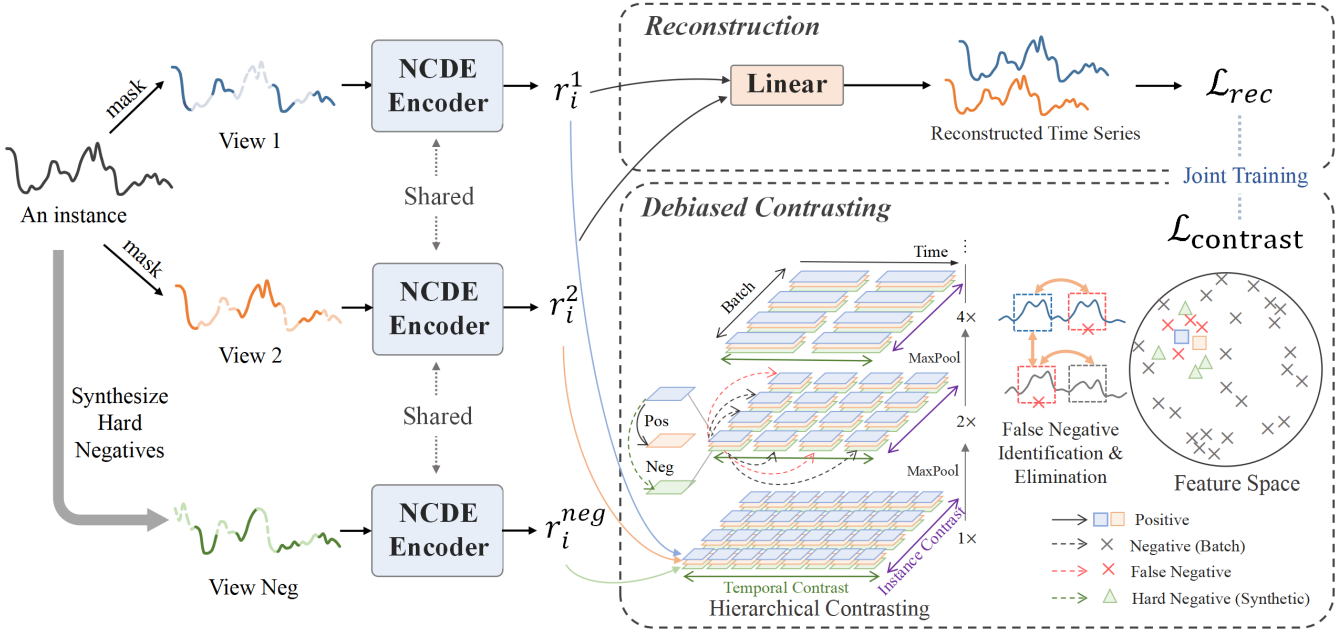 An instance
mask
mask
Synthesize
Hard
Negatives
View 1
View 2
View Neg
NCDE
Encoder
Shared
NCDE
Encoder
Shared
NCDE
Encoder
r_i^1
r_i^2
r_i^{neg}
Reconstruction
Linear
Reconstructed Time Series
ℒ_rec
Joint Training
Debiased Contrasting
ℒ_contrast
Time
Batch
⋮
4×
MaxPool
2×
MaxPool
1×
Pos
Neg
Instance Contrast
Temporal Contrast
Hierarchical Contrasting
False Negative
Identification &
Elimination
Feature Space
Positive
Negative (Batch)
False Negative
Hard Negative (Synthetic)